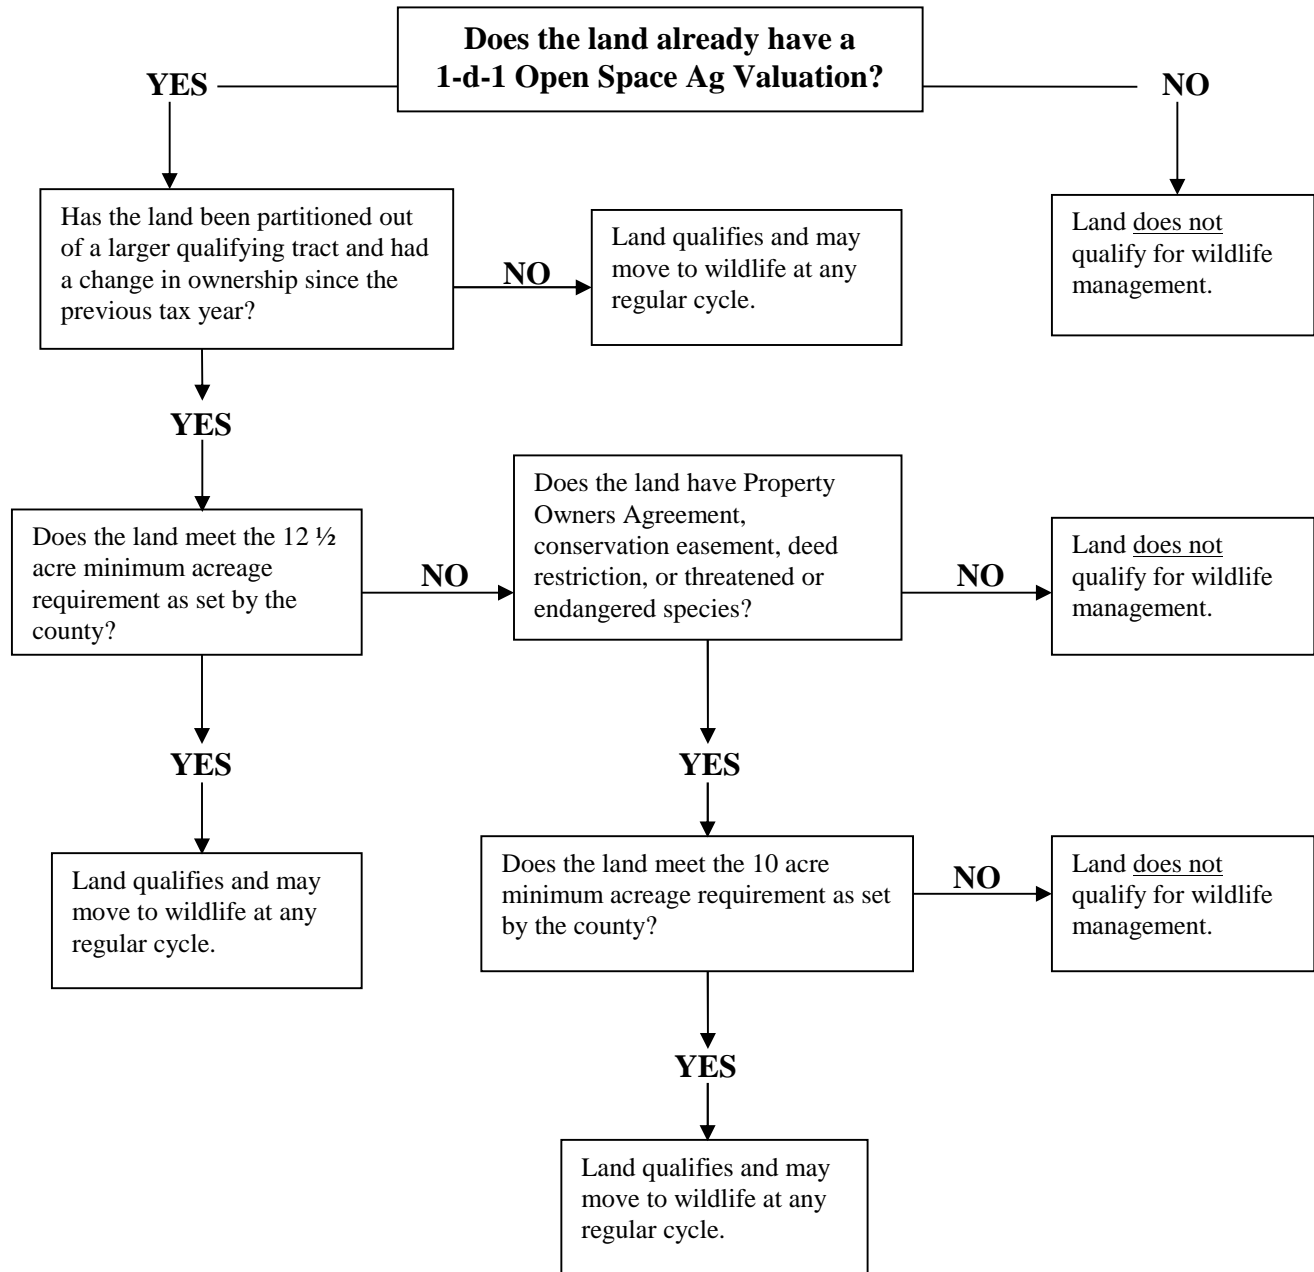 Does the land already have a
1-d-1 Open Space Ag Valuation?
YES
NO
Has the land been partitioned out
of a larger qualifying tract and had
a change in ownership since the
previous tax year?
NO
Land qualifies and may
move to wildlife at any
regular cycle.
Land does not
qualify for wildlife
management.
YES
Does the land meet the 12 ½
acre minimum acreage
requirement as set by the
county?
NO
Does the land have Property
Owners Agreement,
conservation easement, deed
restriction, or threatened or
endangered species?
NO
Land does not
qualify for wildlife
management.
YES
YES
Land qualifies and may
move to wildlife at any
regular cycle.
Does the land meet the 10 acre
minimum acreage requirement as set
by the county?
NO
Land does not
qualify for wildlife
management.
YES
Land qualifies and may
move to wildlife at any
regular cycle.